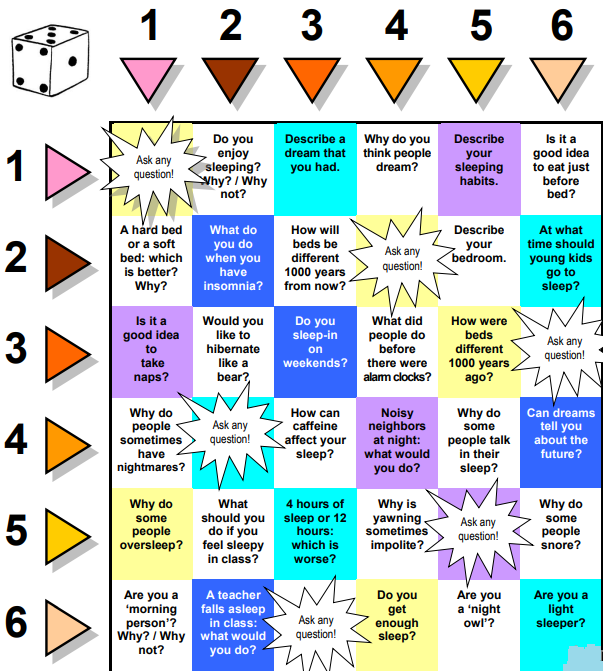 1 2 3 4 5 6
1
Ask any
question!
Do you
enjoy
sleeping?
Why? / Why
not?
Describe a
dream that
you had.
Why do you
think people
dream?
Describe
your
sleeping
habits.
Is it a
good idea
to eat just
before
bed?
2
A hard bed
or a soft
bed: which
is better?
Why?
What do
you do
when you
have
insomnia?
How will
beds be
different
1000 years
from now?
Ask any
question!
Describe
your
bedroom.
At what
time should
young kids
go to
sleep?
3
Is it a
good idea
to
take
naps?
Would you
like to
hibernate
like a
bear?
Do you
sleep-in
on
weekends?
What did
people do
before
there were
alarm clocks?
How were
beds
different
1000 years
ago?
Ask any
question!
4
Why do
people
sometimes
have
nightmares?
Ask any
question!
How can
caffeine
affect your
sleep?
Noisy
neighbors
at night:
what would
you do?
Why do
some
people talk
in their
sleep?
Can dreams
tell you
about the
future?
5
Why do
some
people
oversleep?
What
should you
do if you
feel sleepy
in class?
4 hours of
sleep or 12
hours:
which is
worse?
Why is
yawning
sometimes
impolite?
Ask any
question!
Why do
some
people
snore?
6
Are you a
‘morning
person’?
Why? / Why
not?
A teacher
falls asleep
in class:
what would
you do?
Ask any
question!
Do you
get
enough
sleep?
Are you
a ‘night
owl’?
Are you a
light
sleeper?